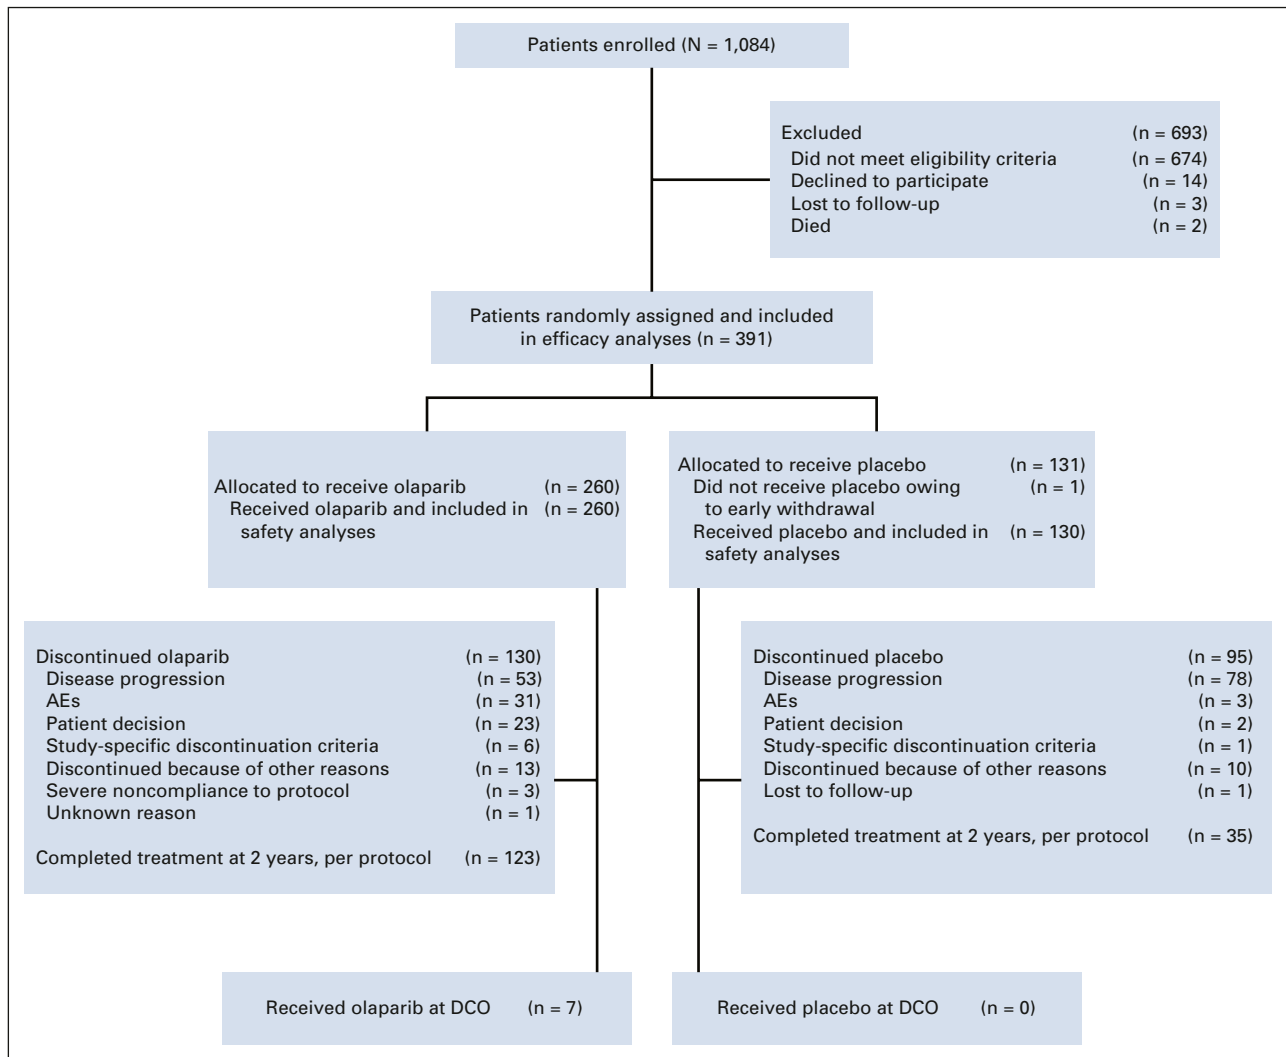 Patients enrolled (N = 1,084)
Excluded (n = 693)
Did not meet eligibility criteria (n = 674)
Declined to participate (n = 14)
Lost to follow-up (n = 3)
Died (n = 2)
Patients randomly assigned and included
in efficacy analyses (n = 391)
Allocated to receive olaparib (n = 260)
Received olaparib and included in (n = 260)
safety analyses
Allocated to receive placebo (n = 131)
Did not receive placebo owing (n = 1)
to early withdrawal
Received placebo and included in (n = 130)
safety analyses
Discontinued olaparib (n = 130)
Disease progression (n = 53)
AEs (n = 31)
Patient decision (n = 23)
Study-specific discontinuation criteria (n = 6)
Discontinued because of other reasons (n = 13)
Severe noncompliance to protocol (n = 3)
Unknown reason (n = 1)
Completed treatment at 2 years, per protocol (n = 123)
Discontinued placebo (n = 95)
Disease progression (n = 78)
AEs (n = 3)
Patient decision (n = 2)
Study-specific discontinuation criteria (n = 1)
Discontinued because of other reasons (n = 10)
Lost to follow-up (n = 1)
Completed treatment at 2 years, per protocol (n = 35)
Received olaparib at DCO (n = 7)
Received placebo at DCO (n = 0)